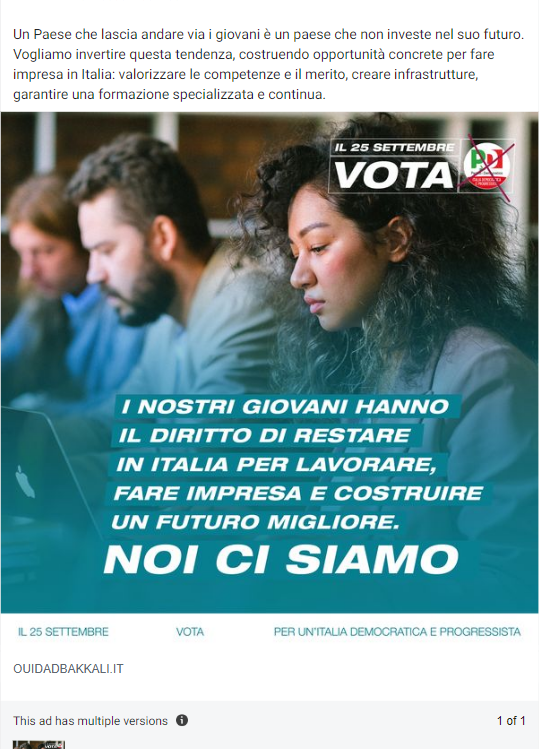 Un Paese che lascia andare via i giovani è un paese che non investe nel suo futuro.
Vogliamo invertire questa tendenza, costruendo opportunità concrete per fare
impresa in Italia: valorizzare le competenze e il merito, creare infrastrutture,
garantire una formazione specializzata e continua.
IL 25 SETTEMBRE
VOTA
PD
I NOSTRI GIOVANI HANNO
IL DIRITTO DI RESTARE
IN ITALIA PER LAVORARE,
FARE IMPRESA E COSTRUIRE
UN FUTURO MIGLIORE.
NOI CI SIAMO
IL 25 SETTEMBRE VOTA PER UN'ITALIA DEMOCRATICA E PROGRESSISTA
OUIDADBAKKALI.IT
This ad has multiple versions
1 of 1